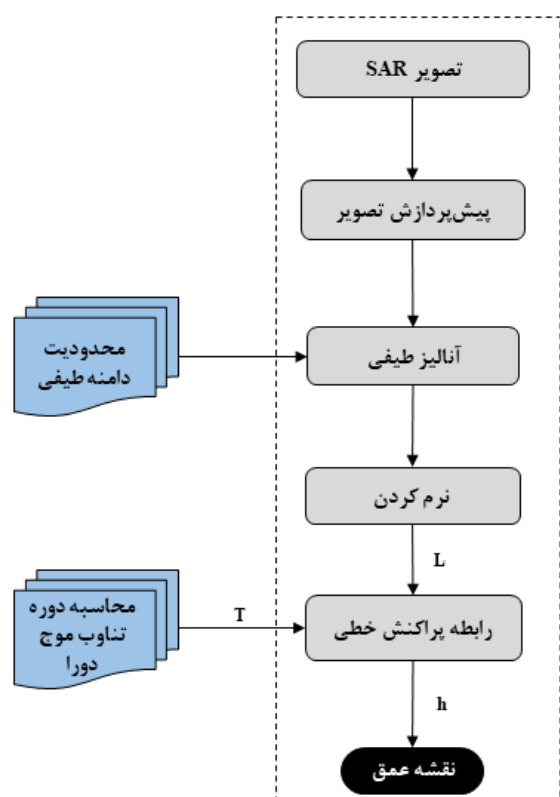 تصویر SAR
پیش‌پردازش تصویر
محدودیت
دامنه طیفی
آنالیز طیفی
نرم کردن
L
محاسبه دوره
تناوب موج
دورا
T
رابطه پراکنش خطی
h
نقشه عمق